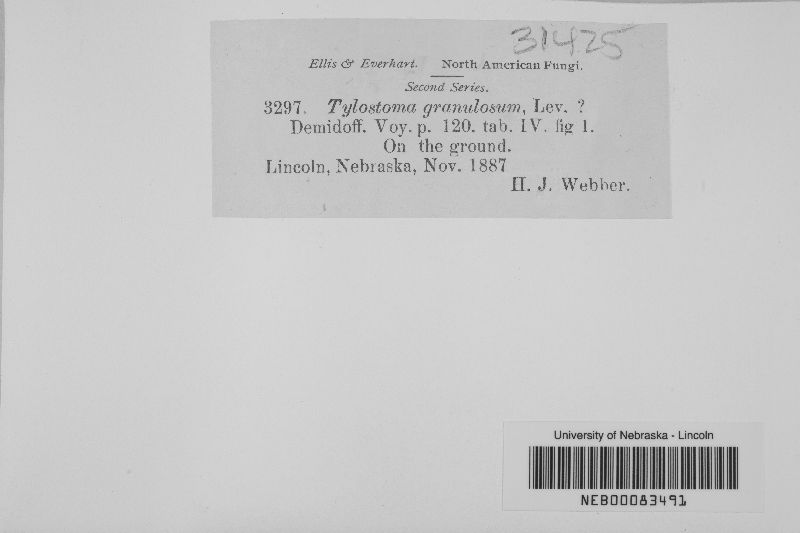 31425
Ellis & Everhart. North American Fungi.
Second Series.
3297. Tylostoma granulosum, Lev. ?
Demidoff. Voy. p. 120. tab. IV. fig 1.
On the ground.
Lincoln, Nebraska, Nov. 1887
H. J. Webber.
University of Nebraska - Lincoln
NEB00083491